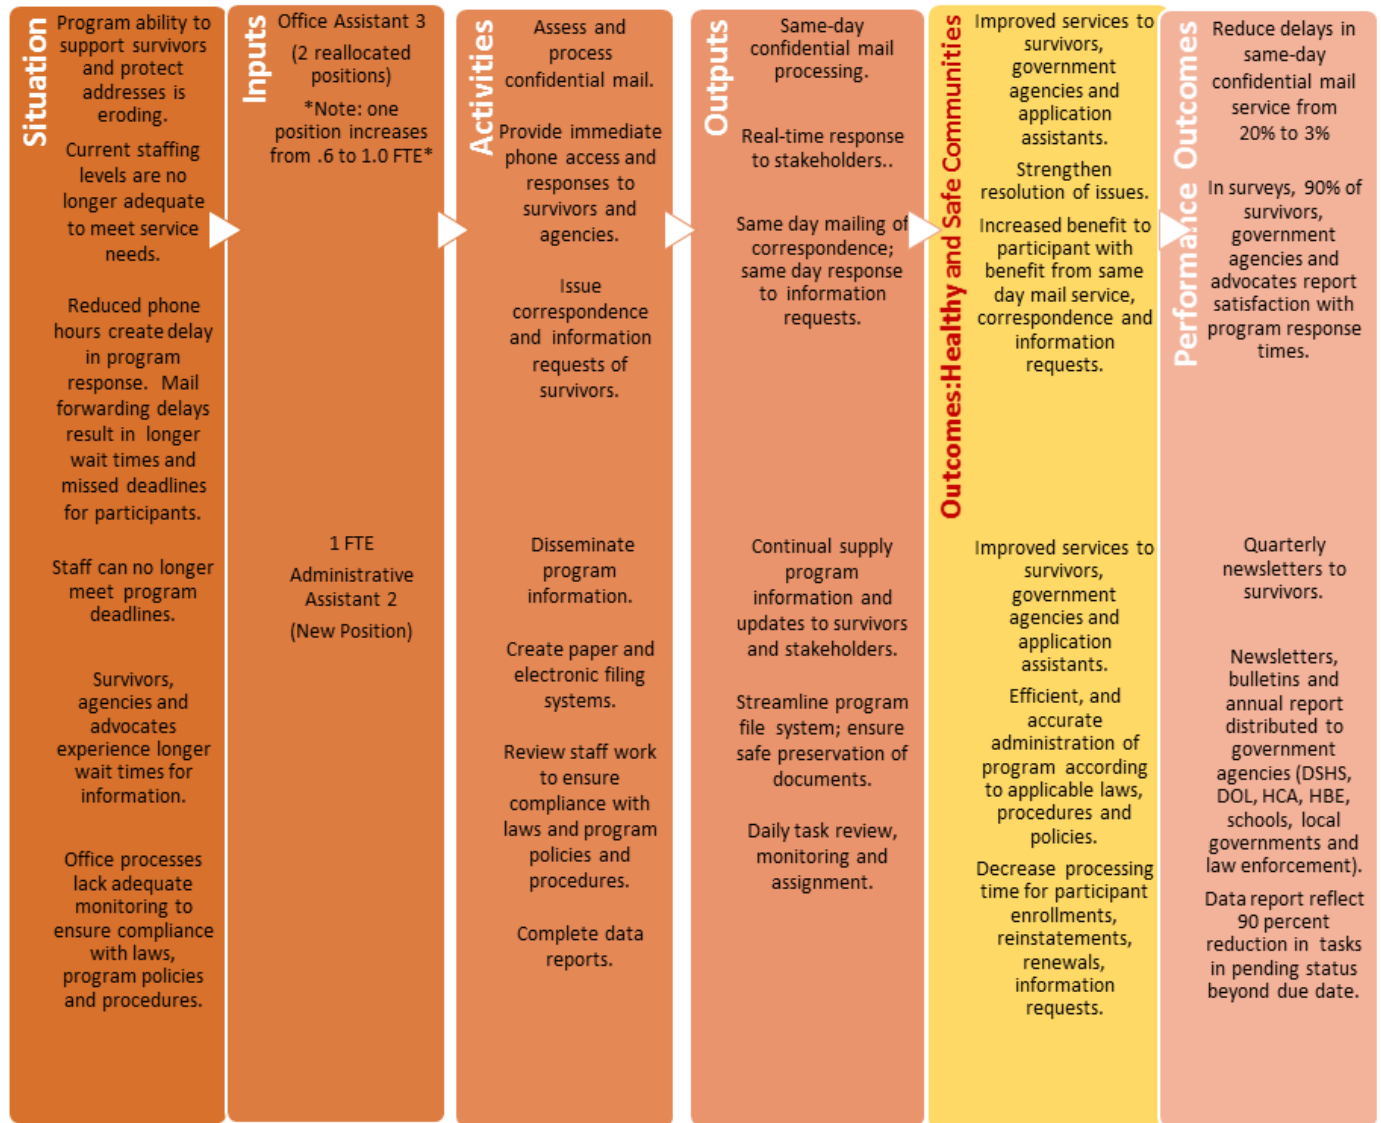 Situation
Program ability to
support survivors
and protect
addresses is
eroding.
Current staffing
levels are no
longer adequate
to meet service
needs.
Reduced phone
hours create delay
in program
response. Mail
forwarding delays
result in longer
wait times and
missed deadlines
for participants.
Staff can no longer
meet program
deadlines.
Survivors,
agencies and
advocates
experience longer
wait times for
information.
Office processes
lack adequate
monitoring to
ensure compliance
with laws,
program policies
and procedures.
Inputs
Office Assistant 3
(2 reallocated
positions)
*Note: one
position increases
from .6 to 1.0 FTE*
1 FTE
Administrative
Assistant 2
(New Position)
Activities
Assess and
process
confidential mail.
Provide immediate
phone access and
responses to
survivors and
agencies.
Issue
correspondence
and information
requests of
survivors.
Disseminate
program
information.
Create paper and
electronic filing
systems.
Review staff work
to ensure
compliance with
laws and program
policies and
procedures.
Complete data
reports.
Outputs
Same-day
confidential mail
processing.
Real-time response
to stakeholders..
Same day mailing of
correspondence;
same day response
to information
requests.
Continual supply
program
information and
updates to survivors
and stakeholders.
Streamline program
file system; ensure
safe preservation of
documents.
Daily task review,
monitoring and
assignment.
Outcomes:Healthy and Safe Communities
Improved services to
survivors,
government
agencies and
application
assistants.
Strengthen
resolution of issues.
Increased benefit to
participant with
benefit from same
day mail service,
correspondence and
information
requests.
Improved services to
survivors,
government
agencies and
application
assistants.
Efficient, and
accurate
administration of
program according
to applicable laws,
procedures and
policies.
Decrease processing
time for participant
enrollments,
reinstatements,
renewals,
information
requests.
Performance Outcomes
Reduce delays in
same-day
confidential mail
service from
20% to 3%
In surveys, 90% of
survivors,
government
agencies and
advocates report
satisfaction with
program response
times.
Quarterly
newsletters to
survivors.
Newsletters,
bulletins and
annual report
distributed to
government
agencies (DSHS,
DOL, HCA, HBE,
schools, local
governments and
law enforcement).
Data report reflect
90 percent
reduction in tasks
in pending status
beyond due date.